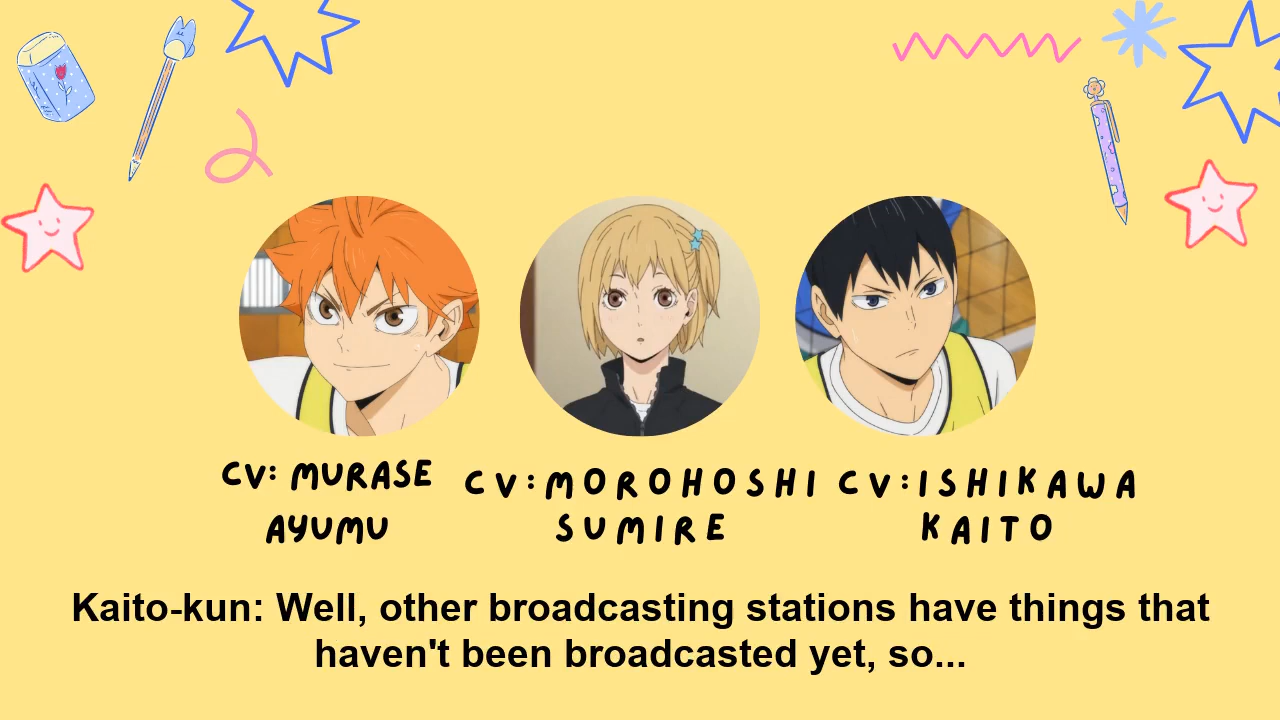 CV: MURASE
AYUMU
CV:MOROHOSHI
SUMIRE
CV:ISHIKAWA
KAITO
Kaito-kun: Well, other broadcasting stations have things that
haven't been broadcasted yet, so...